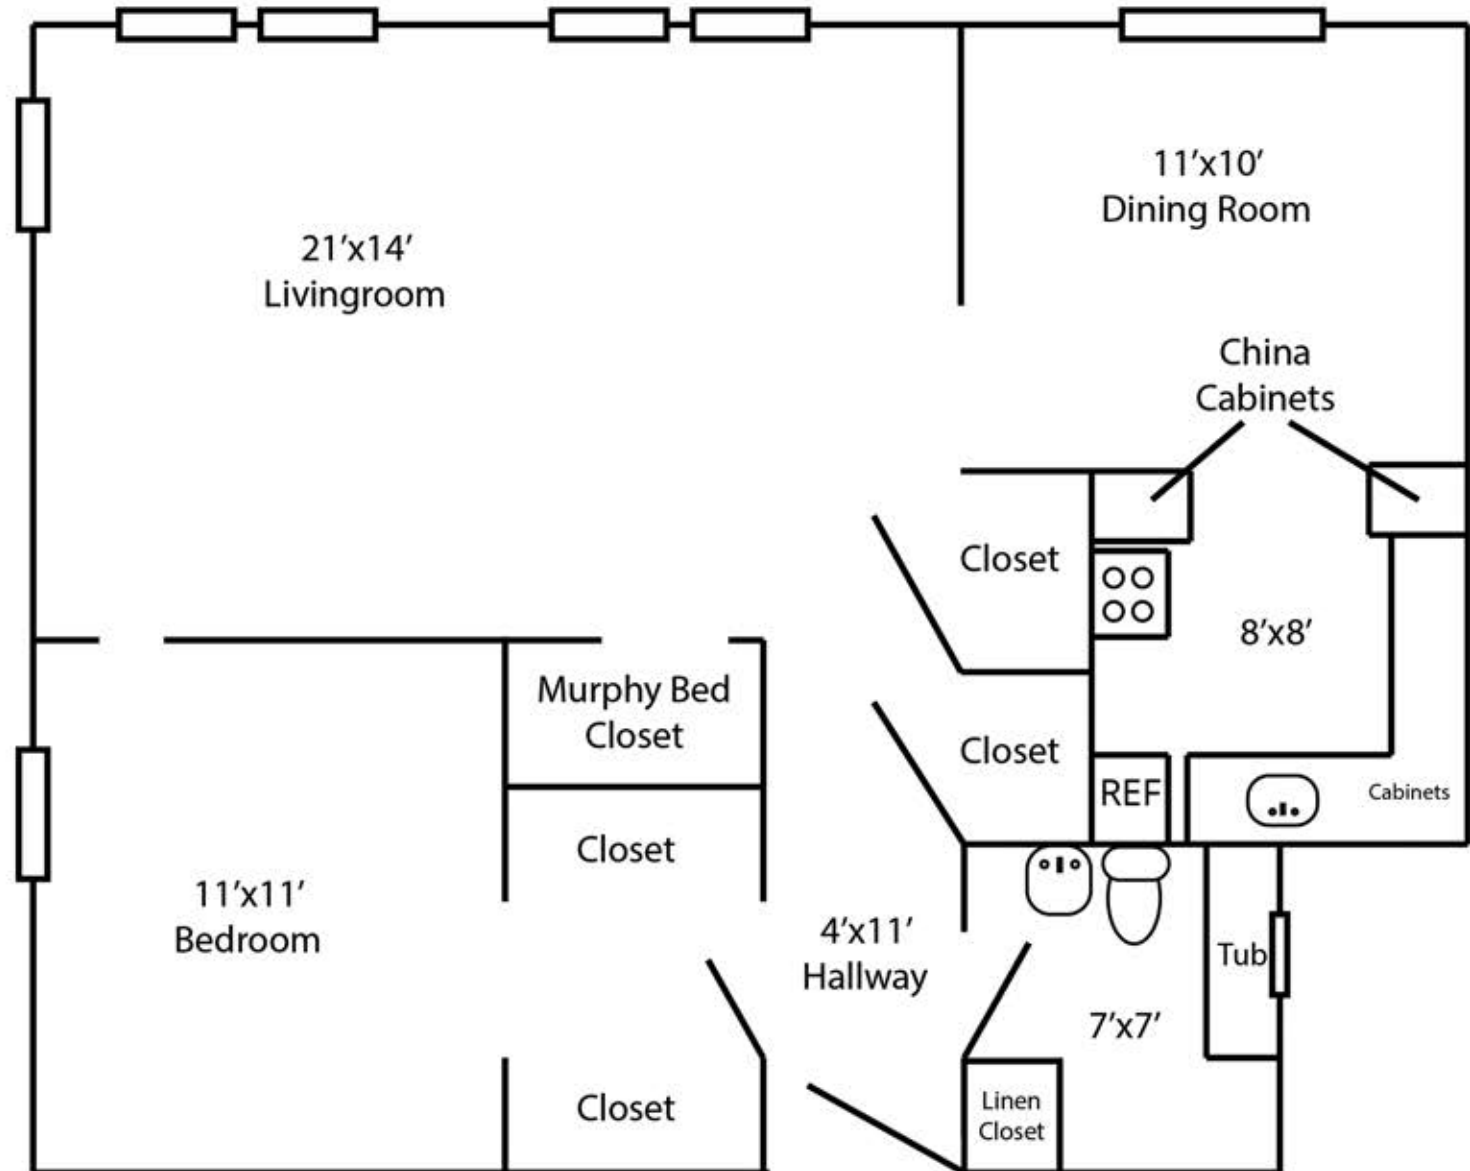 11’x10’
Dining Room
21’x14’
Livingroom
China
Cabinets
Closet
8’x8’
Murphy Bed
Closet
Closet
REF
Cabinets
Closet
11’x11’
Bedroom
4’x11’
Hallway
Tub
7’x7’
Closet
Linen
Closet